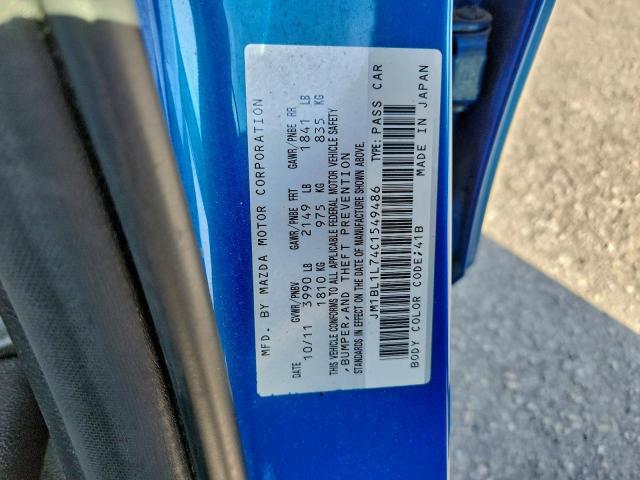 MFD. BY MAZDA MOTOR CORPORATION
DATE GVWR/PNBV GAWR/PNBE FRT GAWR/PNBE RR
10/11 3990 LB 2149 LB 1841 LB
1810 KG 975 KG 835 KG
THIS VEHICLE CONFORMS TO ALL APPLICABLE FEDERAL MOTOR VEHICLE SAFETY
,BUMPER,AND THEFT PREVENTION
STANDARDS IN EFFECT ON THE DATE OF MANUFACTURE SHOWN ABOVE.
JM1BL1L74C1549486 TYPE: PASS CAR
BODY COLOR CODE:41B MADE IN JAPAN